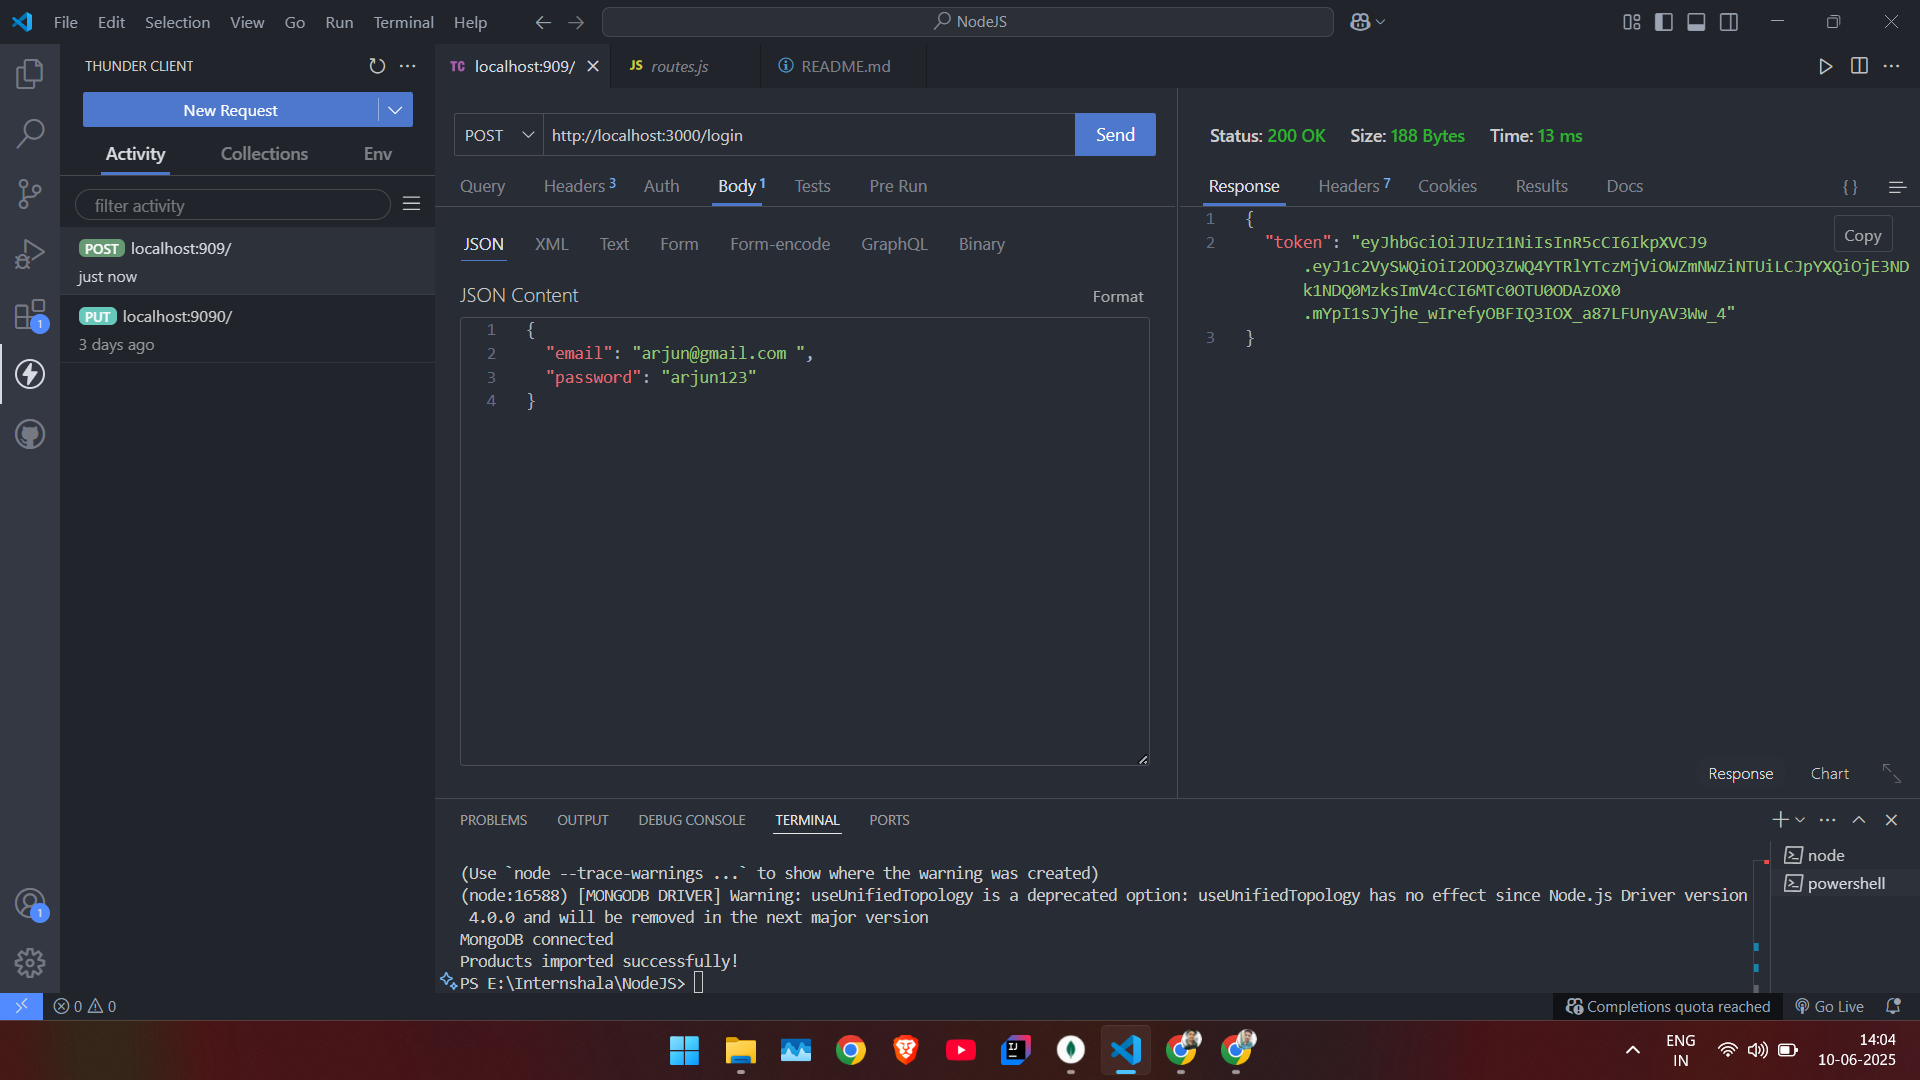 File Edit Selection View Go Run Terminal Help
NodeJS
THUNDER CLIENT
New Request
Activity Collections Env
filter activity
POST localhost:909/
just now
PUT localhost:9090/
3 days ago
TC localhost:909/
JS routes.js
README.md
POST http://localhost:3000/login Send
Query Headers 3 Auth Body 1 Tests Pre Run
JSON XML Text Form Form-encode GraphQL Binary
JSON Content Format
1 {
2 "email": "arjun@gmail.com ",
3 "password": "arjun123"
4 }
Status: 200 OK Size: 188 Bytes Time: 13 ms
Response Headers 7 Cookies Results Docs { }
Copy
1 {
2 "token": "eyJhbGciOiJIUzI1NiIsInR5cCI6IkpXVCJ9
.eyJ1c2VySWQiOiI2ODQ3ZWQ4YTRlYTczMjViOWZmNWZiNTUiLCJpYXQiOjE3ND
k1NDQ0MzksImV4cCI6MTc0OTU0ODAzOX0
.mYpI1sJYjhe_wIrefyOBFIQ3IOX_a87LFUnyAV3Ww_4"
3 }
Response Chart
PROBLEMS OUTPUT DEBUG CONSOLE TERMINAL PORTS
(Use `node --trace-warnings ...` to show where the warning was created)
(node:16588) [MONGODB DRIVER] Warning: useUnifiedTopology is a deprecated option: useUnifiedTopology has no effect since Node.js Driver version
4.0.0 and will be removed in the next major version
MongoDB connected
Products imported successfully!
PS E:\Internshala\NodeJS>
node
powershell
1
1
0 0
Completions quota reached Go Live
ENG
IN
14:04
10-06-2025